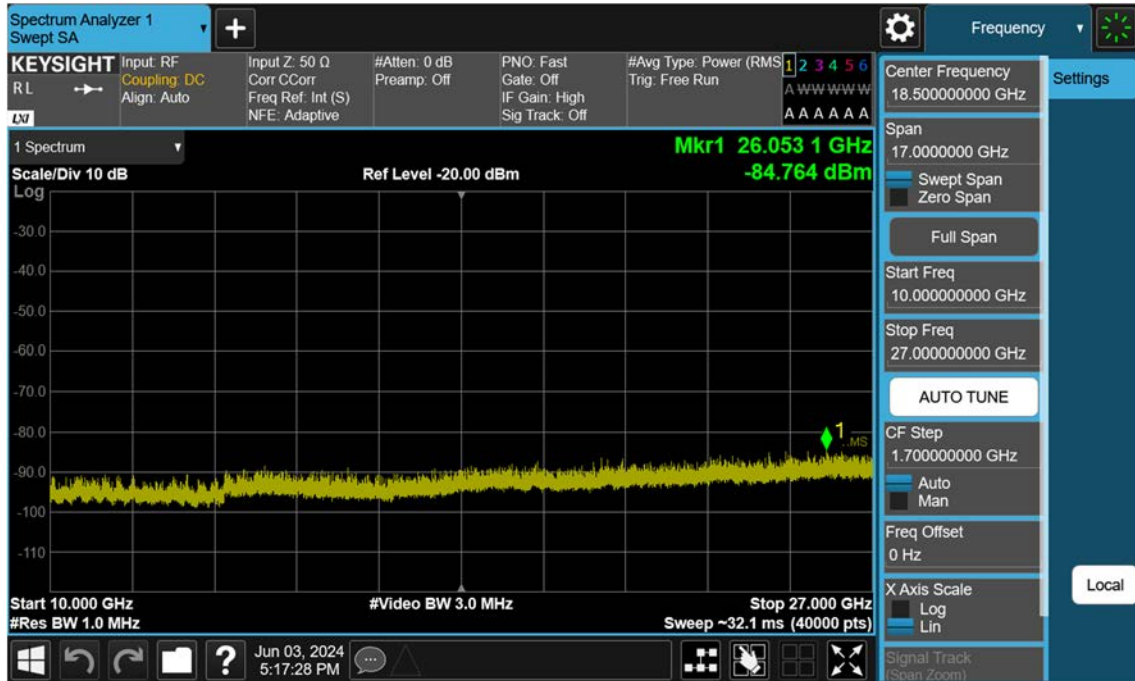 Spectrum Analyzer 1
Swept SA
Frequency
KEYSIGHT
R L
LXI
Input: RF
Coupling: DC
Align: Auto
Input Z: 50 Ω
Corr CCorr
Freq Ref: Int (S)
NFE: Adaptive
#Atten: 0 dB
Preamp: Off
PNO: Fast
Gate: Off
IF Gain: High
Sig Track: Off
#Avg Type: Power (RMS
Trig: Free Run
1 2 3 4 5 6
A W W W W W
A A A A A A
Center Frequency
18.500000000 GHz
Settings
1 Spectrum
Mkr1 26.053 1 GHz
-84.764 dBm
Scale/Div 10 dB
Ref Level -20.00 dBm
Log
-30.0
-40.0
-50.0
-60.0
-70.0
-80.0
-90.0
-100
-110
1
..MS
Start 10.000 GHz
#Res BW 1.0 MHz
#Video BW 3.0 MHz
Stop 27.000 GHz
Sweep ~32.1 ms (40000 pts)
Span
17.0000000 GHz
Swept Span
Zero Span
Full Span
Start Freq
10.000000000 GHz
Stop Freq
27.000000000 GHz
AUTO TUNE
CF Step
1.700000000 GHz
Auto
Man
Freq Offset
0 Hz
X Axis Scale
Log
Lin
Local
Signal Track
(Span Zoom)
?
Jun 03, 2024
5:17:28 PM